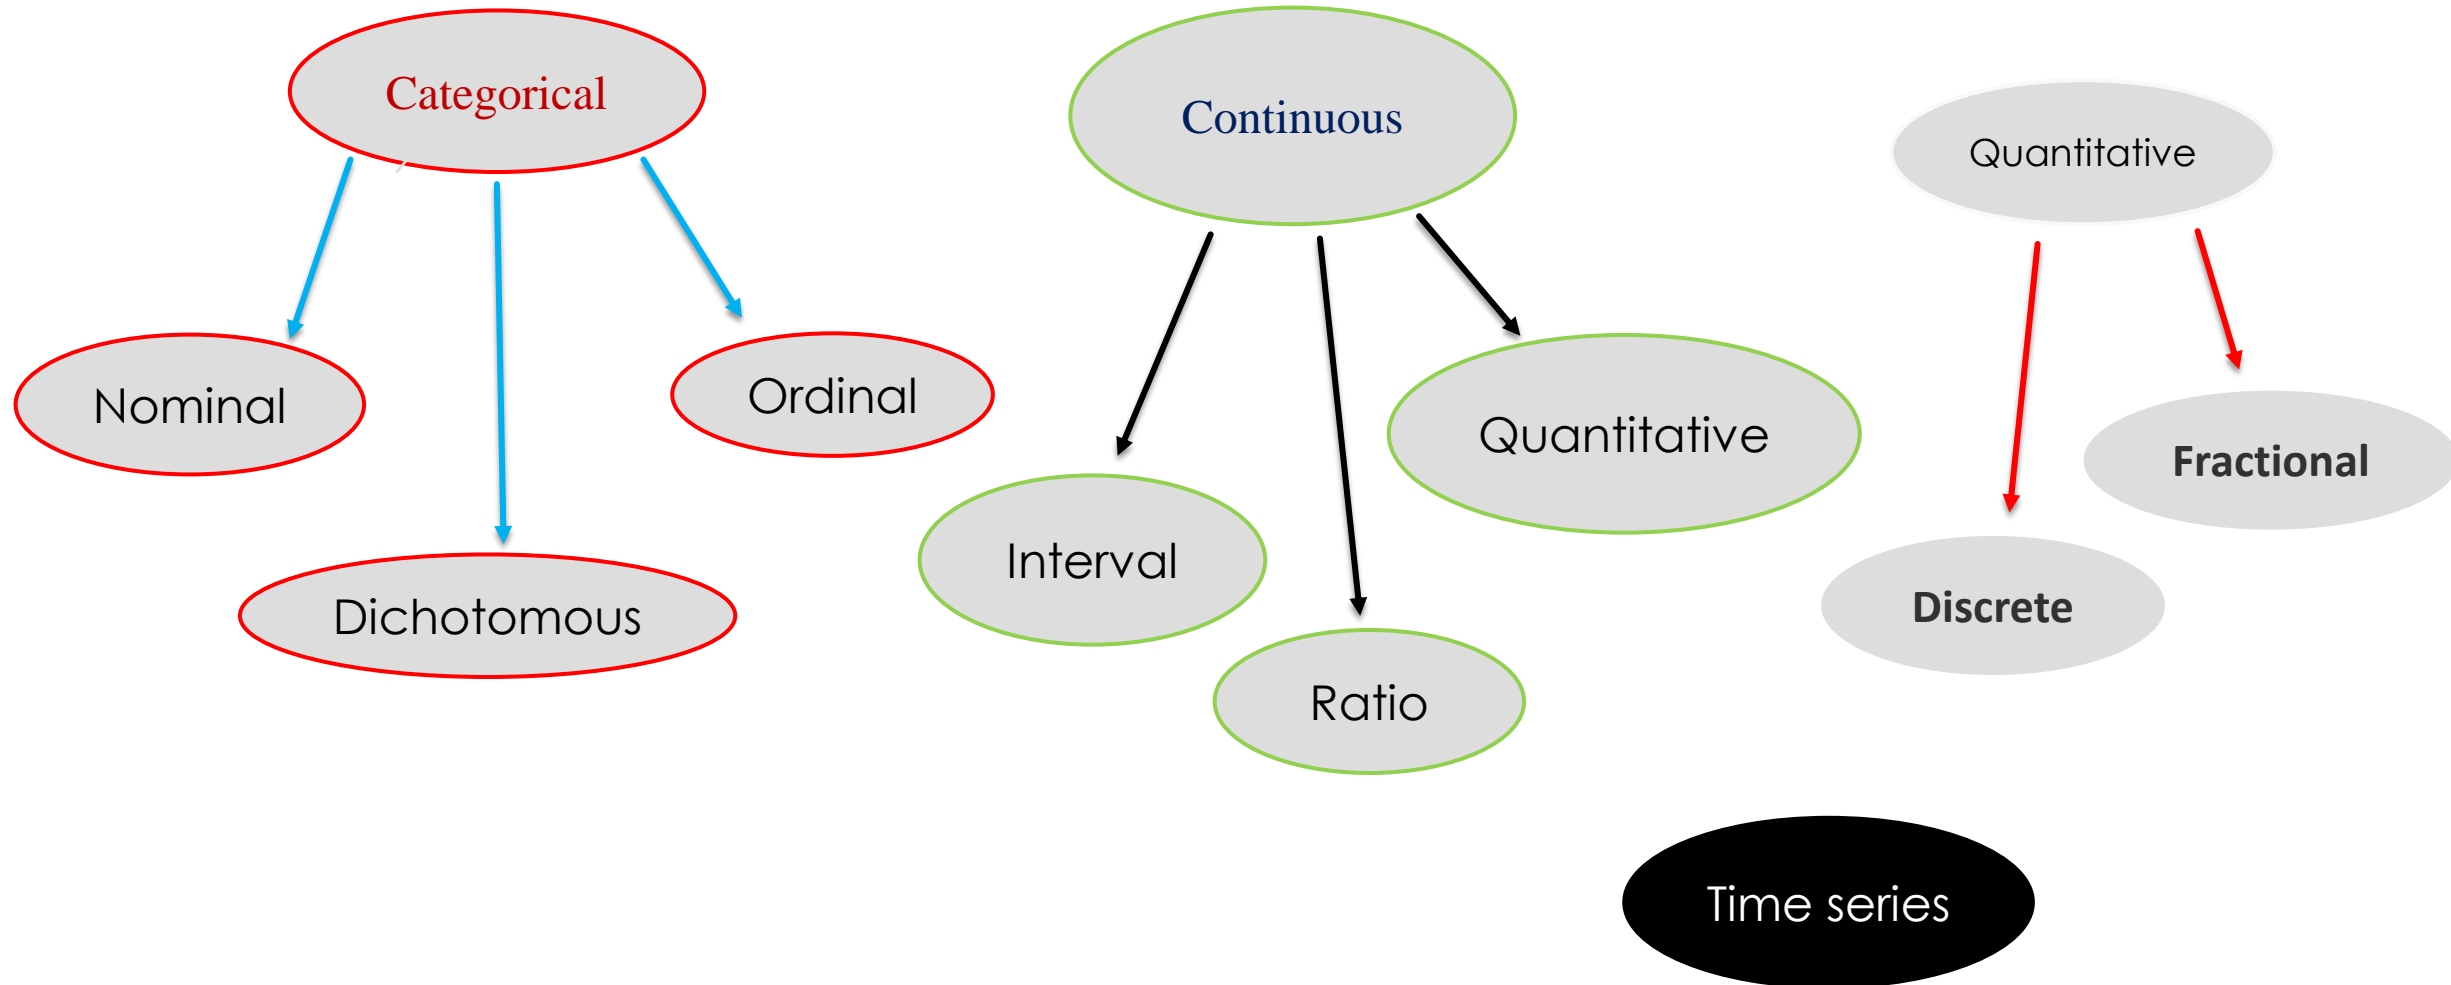 Categorical
Continuous
Quantitative
Nominal
Ordinal
Quantitative
Fractional
Interval
Dichotomous
Discrete
Ratio
Time series